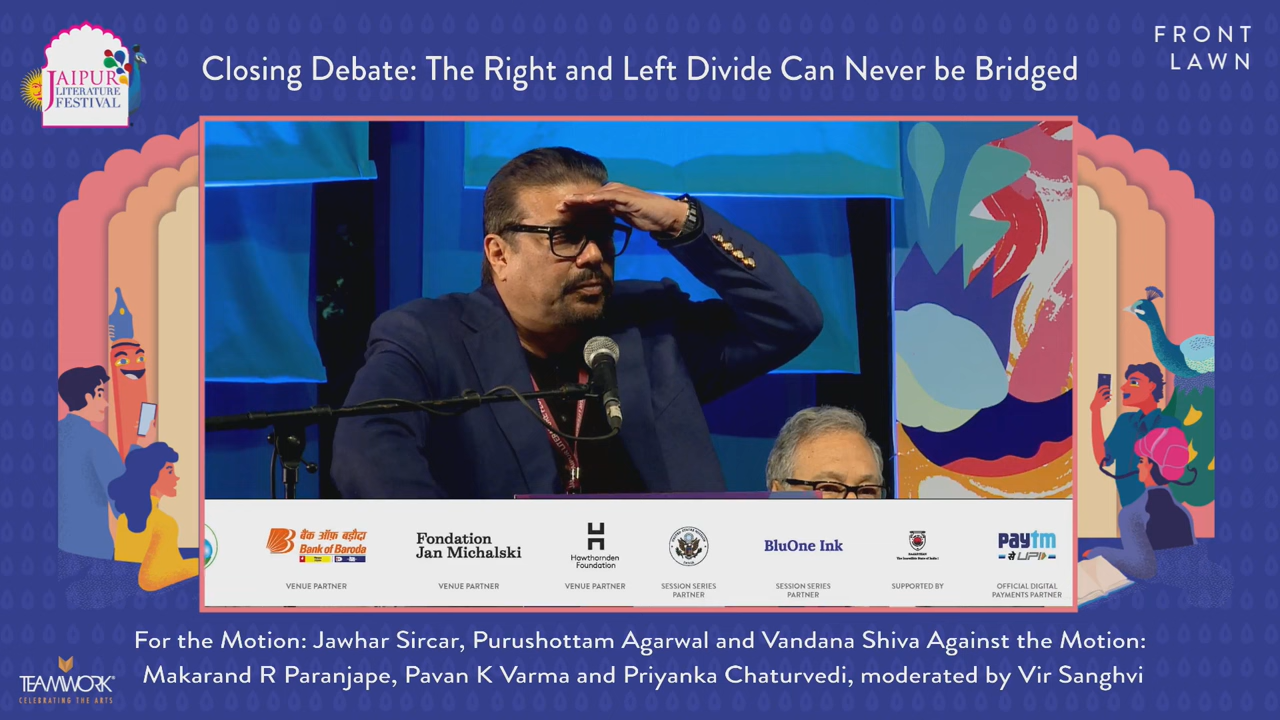 JAIPUR
LITERATURE
FESTIVAL
Closing Debate: The Right and Left Divide Can Never be Bridged
FRONT
LAWN
बैंक ऑफ़ बड़ौदा
Bank of Baroda
VENUE PARTNER
Fondation
Jan Michalski
VENUE PARTNER
Hawthornden
Foundation
VENUE PARTNER
SESSION SERIES
PARTNER
BluOne Ink
SESSION SERIES
PARTNER
SUPPORTED BY
paytm
से UPI
OFFICIAL DIGITAL
PAYMENTS PARTNER
For the Motion: Jawhar Sircar, Purushottam Agarwal and Vandana Shiva Against the Motion:
Makarand R Paranjape, Pavan K Varma and Priyanka Chaturvedi, moderated by Vir Sanghvi
TEAMWORK
CELEBRATING THE ARTS